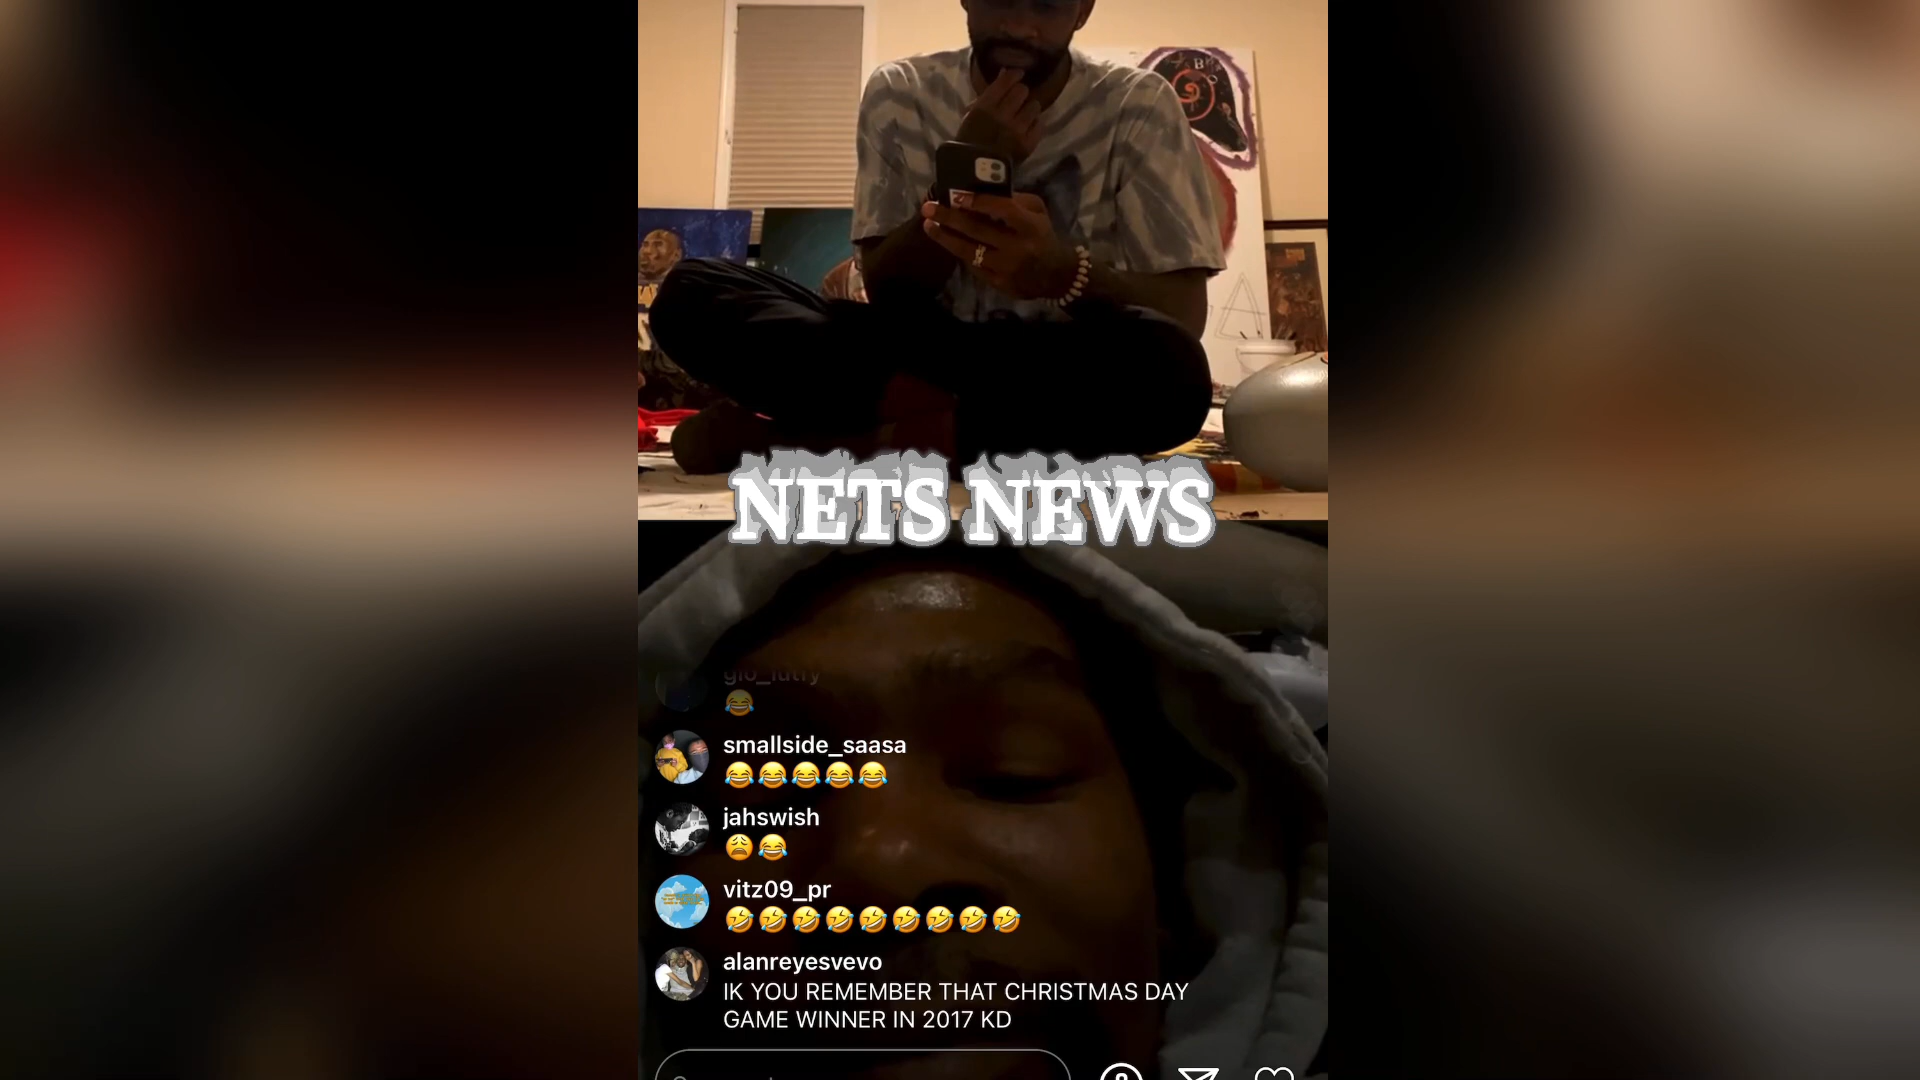 NETS NEWS
smallside_saasa
jahswish
vitz09_pr
alanreyesvevo
IK YOU REMEMBER THAT CHRISTMAS DAY
GAME WINNER IN 2017 KD